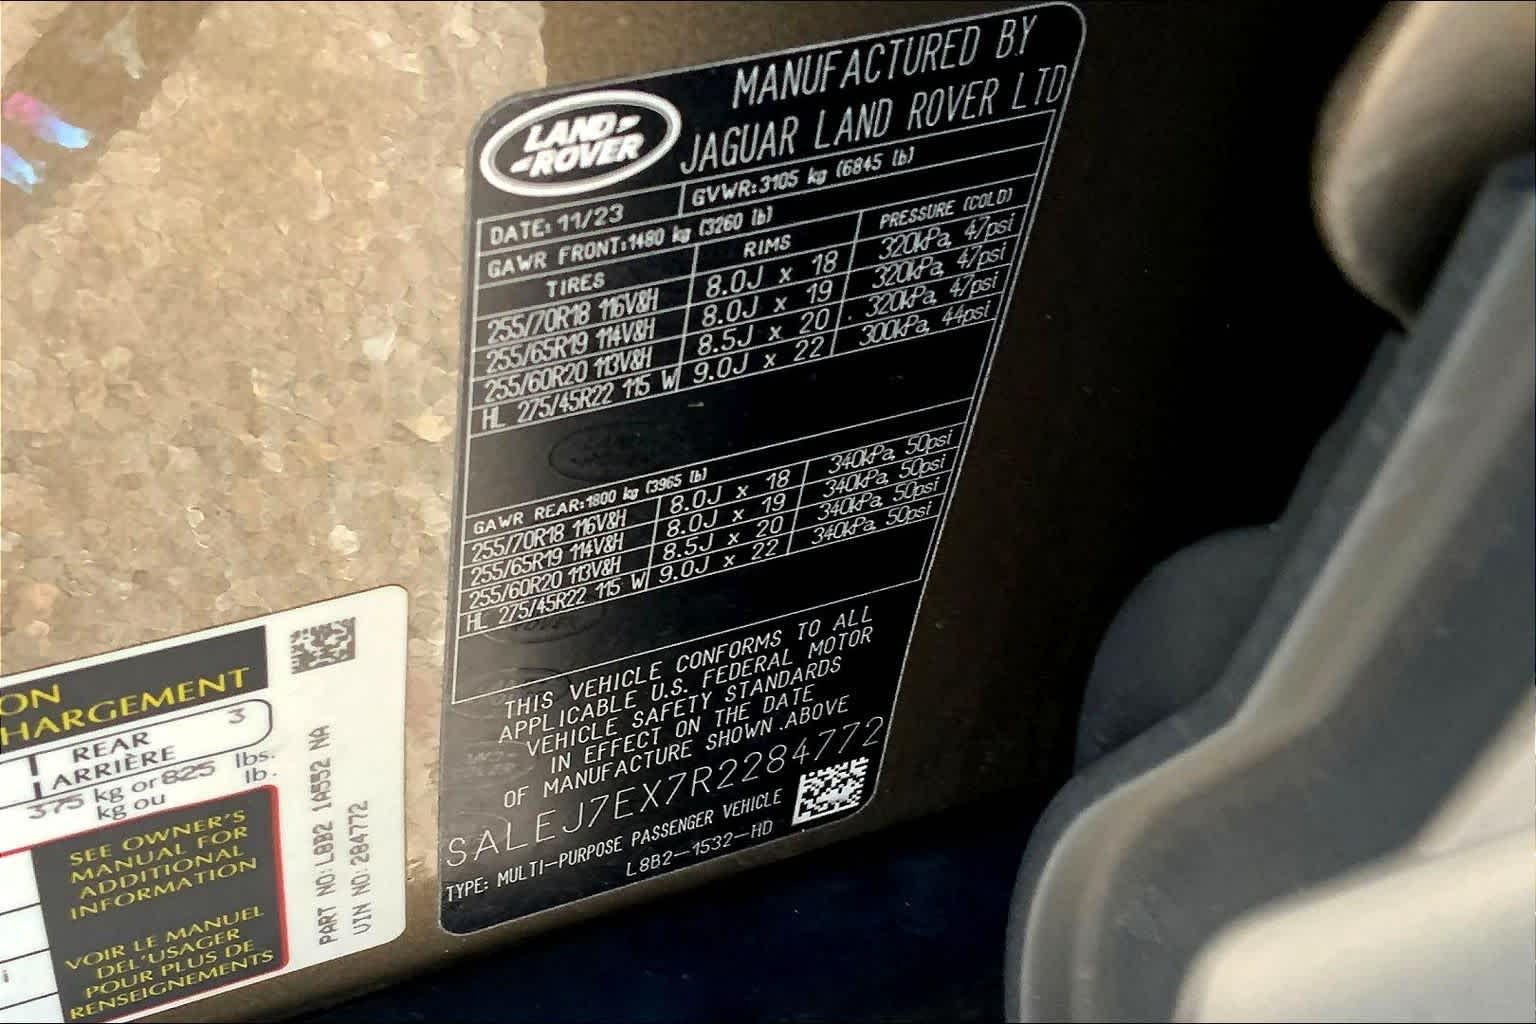 LAND
ROVER
MANUFACTURED BY
JAGUAR LAND ROVER LTD
DATE: 11/23
GVWR: 3105 kg (6845 lb)
GAWR FRONT: 1480 kg (3260 lb)
TIRES RIMS PRESSURE (COLD)
255/70R18 116V&H 8.0J x 18 320kPa, 47psi
255/65R19 114V&H 8.0J x 19 320kPa, 47psi
255/60R20 113V&H 8.5J x 20 320kPa, 47psi
HL 275/45R22 115 W 9.0J x 22 300kPa, 44psi
GAWR REAR: 1800 kg (3965 lb)
255/70R18 116V&H 8.0J x 18 340kPa, 50psi
255/65R19 114V&H 8.0J x 19 340kPa, 50psi
255/60R20 113V&H 8.5J x 20 340kPa, 50psi
HL 275/45R22 115 W 9.0J x 22 340kPa, 50psi
THIS VEHICLE CONFORMS TO ALL
APPLICABLE U.S. FEDERAL MOTOR
VEHICLE SAFETY STANDARDS
IN EFFECT ON THE DATE
OF MANUFACTURE SHOWN ABOVE
SALEJ7EX7R2284772
TYPE: MULTI-PURPOSE PASSENGER VEHICLE
L8B2-1532-HD
ON
HARGEMENT
REAR 3
ARRIÈRE
375 kg or 825 lbs.
kg ou lb.
SEE OWNER'S
MANUAL FOR
ADDITIONAL
INFORMATION
VOIR LE MANUEL
DEL'USAGER
POUR PLUS DE
RENSEIGNEMENTS
PART NO: L8B2 1A552 NA
VIN NO: 284772